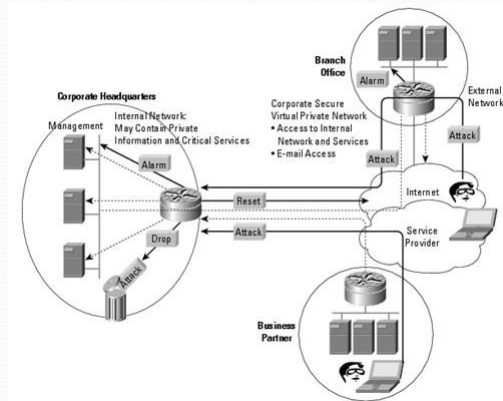 Branch
Office
Alarm
External
Network
Attack
Corporate Headquarters
Internal Network:
May Contain Private
Information and Critical Services
Management
Alarm
Corporate Secure
Virtual Private Network
• Access to Internal
Network and Services
• E-mail Access
Attack
Reset
Internet
Drop
Attack
Service
Provider
Attack
Business
Partner